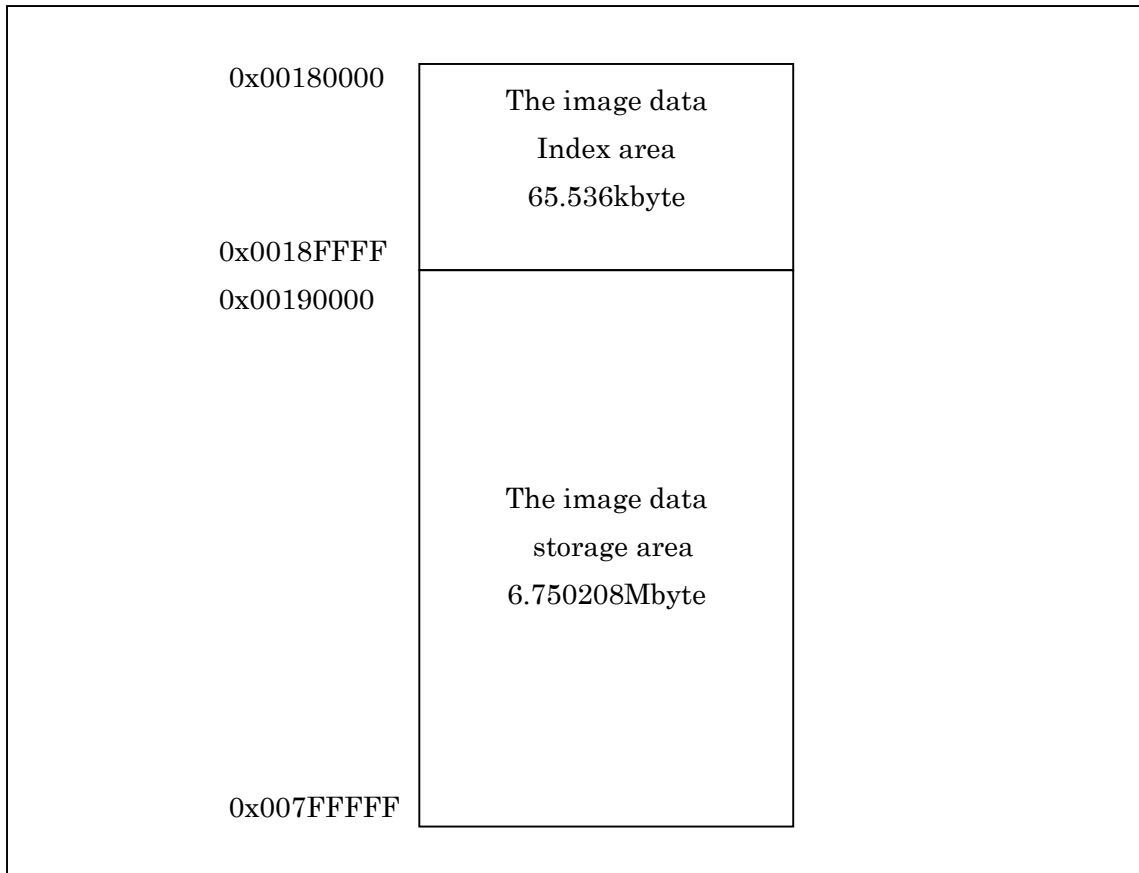 0x00180000
The image data
Index area
65.536kbyte
0x0018FFFF
0x00190000
The image data
storage area
6.750208Mbyte
0x007FFFFF